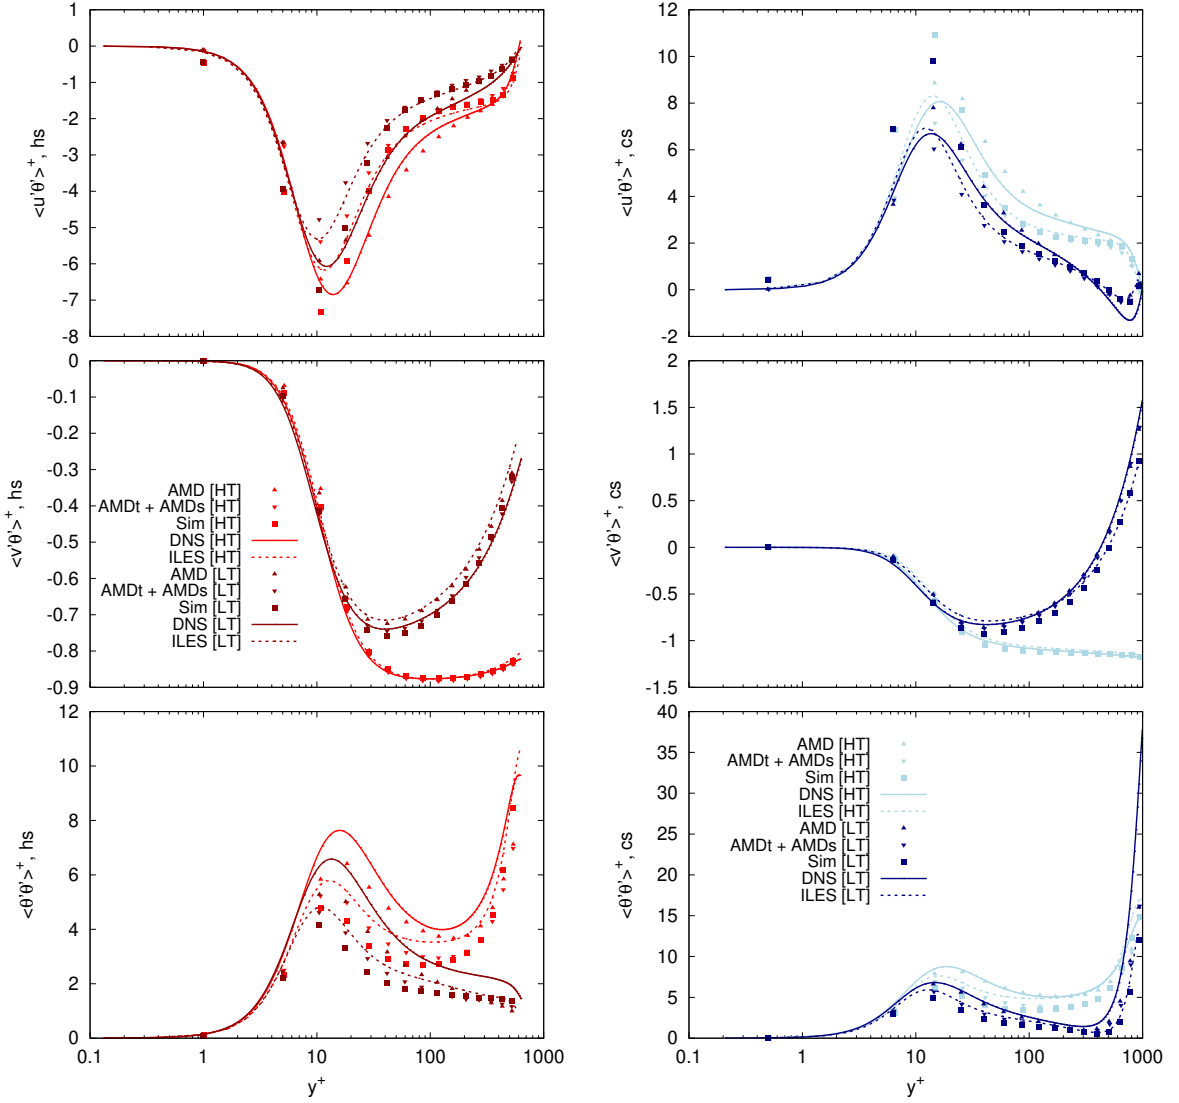 0
-1
-2
-3
-4
-5
-6
-7
-8
<u'θ'>⁺, hs
12
10
8
6
4
2
0
-2
<u'θ'>⁺, cs
0
-0.1
-0.2
-0.3
-0.4
-0.5
-0.6
-0.7
-0.8
-0.9
<v'θ'>⁺, hs
AMD [HT]
AMDt + AMDs [HT]
Sim [HT]
DNS [HT]
ILES [HT]
AMD [LT]
AMDt + AMDs [LT]
Sim [LT]
DNS [LT]
ILES [LT]
2
1.5
1
0.5
0
-0.5
-1
-1.5
<v'θ'>⁺, cs
12
10
8
6
4
2
0
<θ'θ'>⁺, hs
0.1 1 10 100 1000
y⁺
40
35
30
25
20
15
10
5
0
<θ'θ'>⁺, cs
AMD [HT]
AMDt + AMDs [HT]
Sim [HT]
DNS [HT]
ILES [HT]
AMD [LT]
AMDt + AMDs [LT]
Sim [LT]
DNS [LT]
ILES [LT]
0.1 1 10 100 1000
y⁺